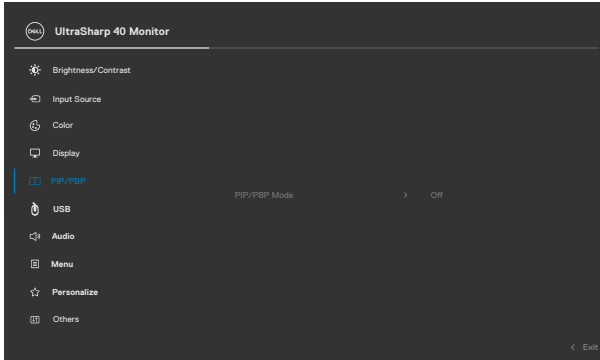 DELL UltraSharp 40 Monitor
Brightness/Contrast
Input Source
Color
Display
PIP/PBP
PIP/PBP Mode > Off
USB
Audio
Menu
Personalize
Others
< Exit